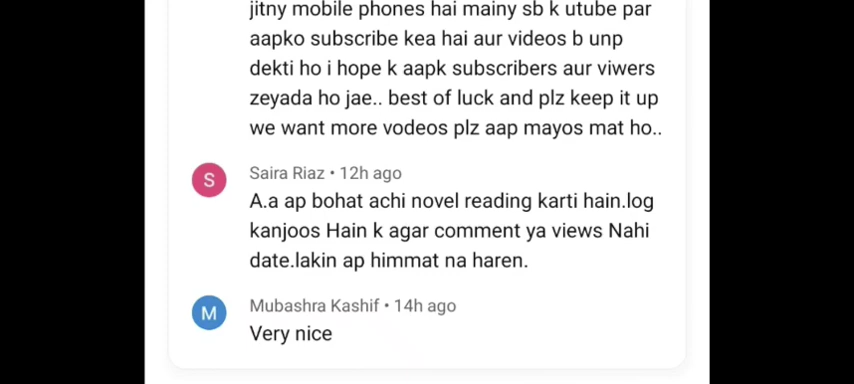 jitny mobile phones hai mainy sb k utube par
aapko subscribe kea hai aur videos b unp
dekti ho i hope k aapk subscribers aur viwers
zeyada ho jae.. best of luck and plz keep it up
we want more vodeos plz aap mayos mat ho..
S
Saira Riaz • 12h ago
A.a ap bohat achi novel reading karti hain.log
kanjoos Hain k agar comment ya views Nahi
date.lakin ap himmat na haren.
M
Mubashra Kashif • 14h ago
Very nice